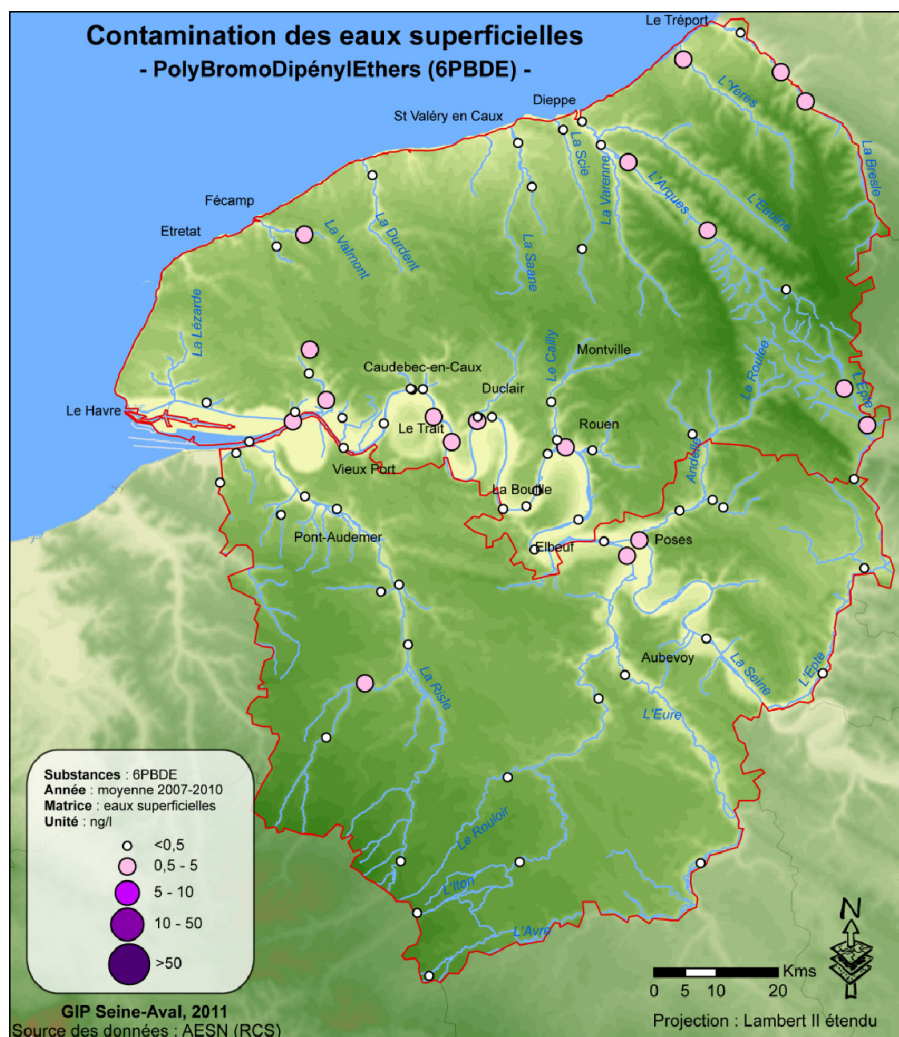 Contamination des eaux superficielles
- PolyBromoDipénylEthers (6PBDE) -
Le Tréport
Dieppe
L'Yeres
St Valéry en Caux
La Scie
La Varenne
La Bresle
L'Arques
L'Eaulne
Fécamp
Etretat
La Valmont
La Durdent
La Saane
La Lézarde
Le Cailly
Montville
La Roulee
Caudebec-en-Caux
Duclair
L'Epte
Le Havre
Le Trait
Rouen
Vieux Port
Andelle
La Bouille
Pont-Audemer
Elbeuf
Poses
Aubevoy
La Seine
L'Epte
La Risle
L'Eure
Le Rouloir
L'Iton
L'Avre
Substances : 6PBDE
Année : moyenne 2007-2010
Matrice : eaux superficielles
Unité : ng/l
<0,5
0,5 - 5
5 - 10
10 - 50
>50
GIP Seine-Aval, 2011
Source des données : AESN (RCS)
N
Kms
0 5 10 20
Projection : Lambert II étendu